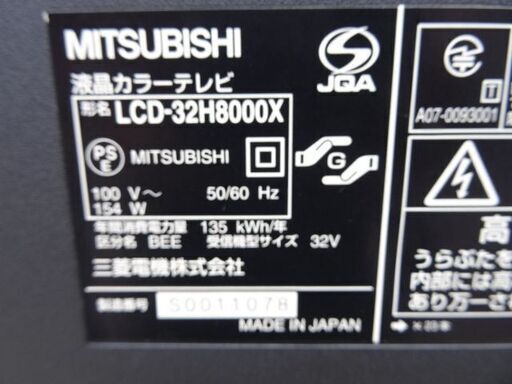 MITSUBISHI
液晶カラーテレビ
形名 LCD-32H8000X
PS E MITSUBISHI
100 V～ 50/60 Hz
154 W
年間消費電力量 135 kWh/年
区分名 BEE 受信機型サイズ 32V
三菱電機株式会社
製造番号 S0011078
MADE IN JAPAN
JQA
G
T
A07-0093001
高
うらぶたを
内部には高
あり万一さ